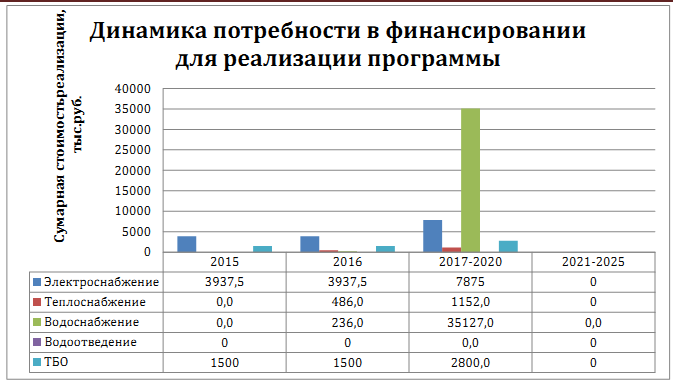 Динамика потребности в финансировании
для реализации программы
Сумарная стоимостьреализации,
тыс.руб.
40000
35000
30000
25000
20000
15000
10000
5000
0
2015 2016 2017-2020 2021-2025
Электроснабжение 3937,5 3937,5 7875 0
Теплоснабжение 0,0 486,0 1152,0 0
Водоснабжение 0,0 236,0 35127,0 0,0
Водоотведение 0 0 0,0 0
ТБО 1500 1500 2800,0 0